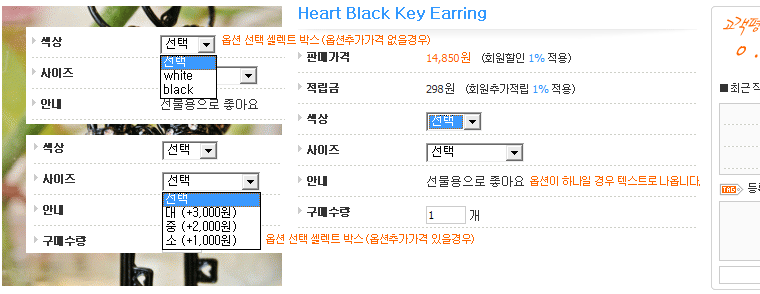 Heart Black Key Earring
색상 선택 옵션 선택 셀렉트 박스 (옵션추가가격 없을경우)
선택
white
black
사이즈
안내 선물용으로 좋아요
색상 선택
사이즈 선택
선택
대 (+3,000원)
중 (+2,000원)
소 (+1,000원)
안내
구매수량 옵션 선택 셀렉트 박스 (옵션추가가격 있을경우)
판매가격 14,850원 (회원할인 1% 적용)
적립금 298원 (회원추가적립 1% 적용)
색상 선택
사이즈 선택
안내 선물용으로 좋아요 옵션이 하나일 경우 텍스트로 나옵니다.
구매수량 1 개
■ 최근
TAG